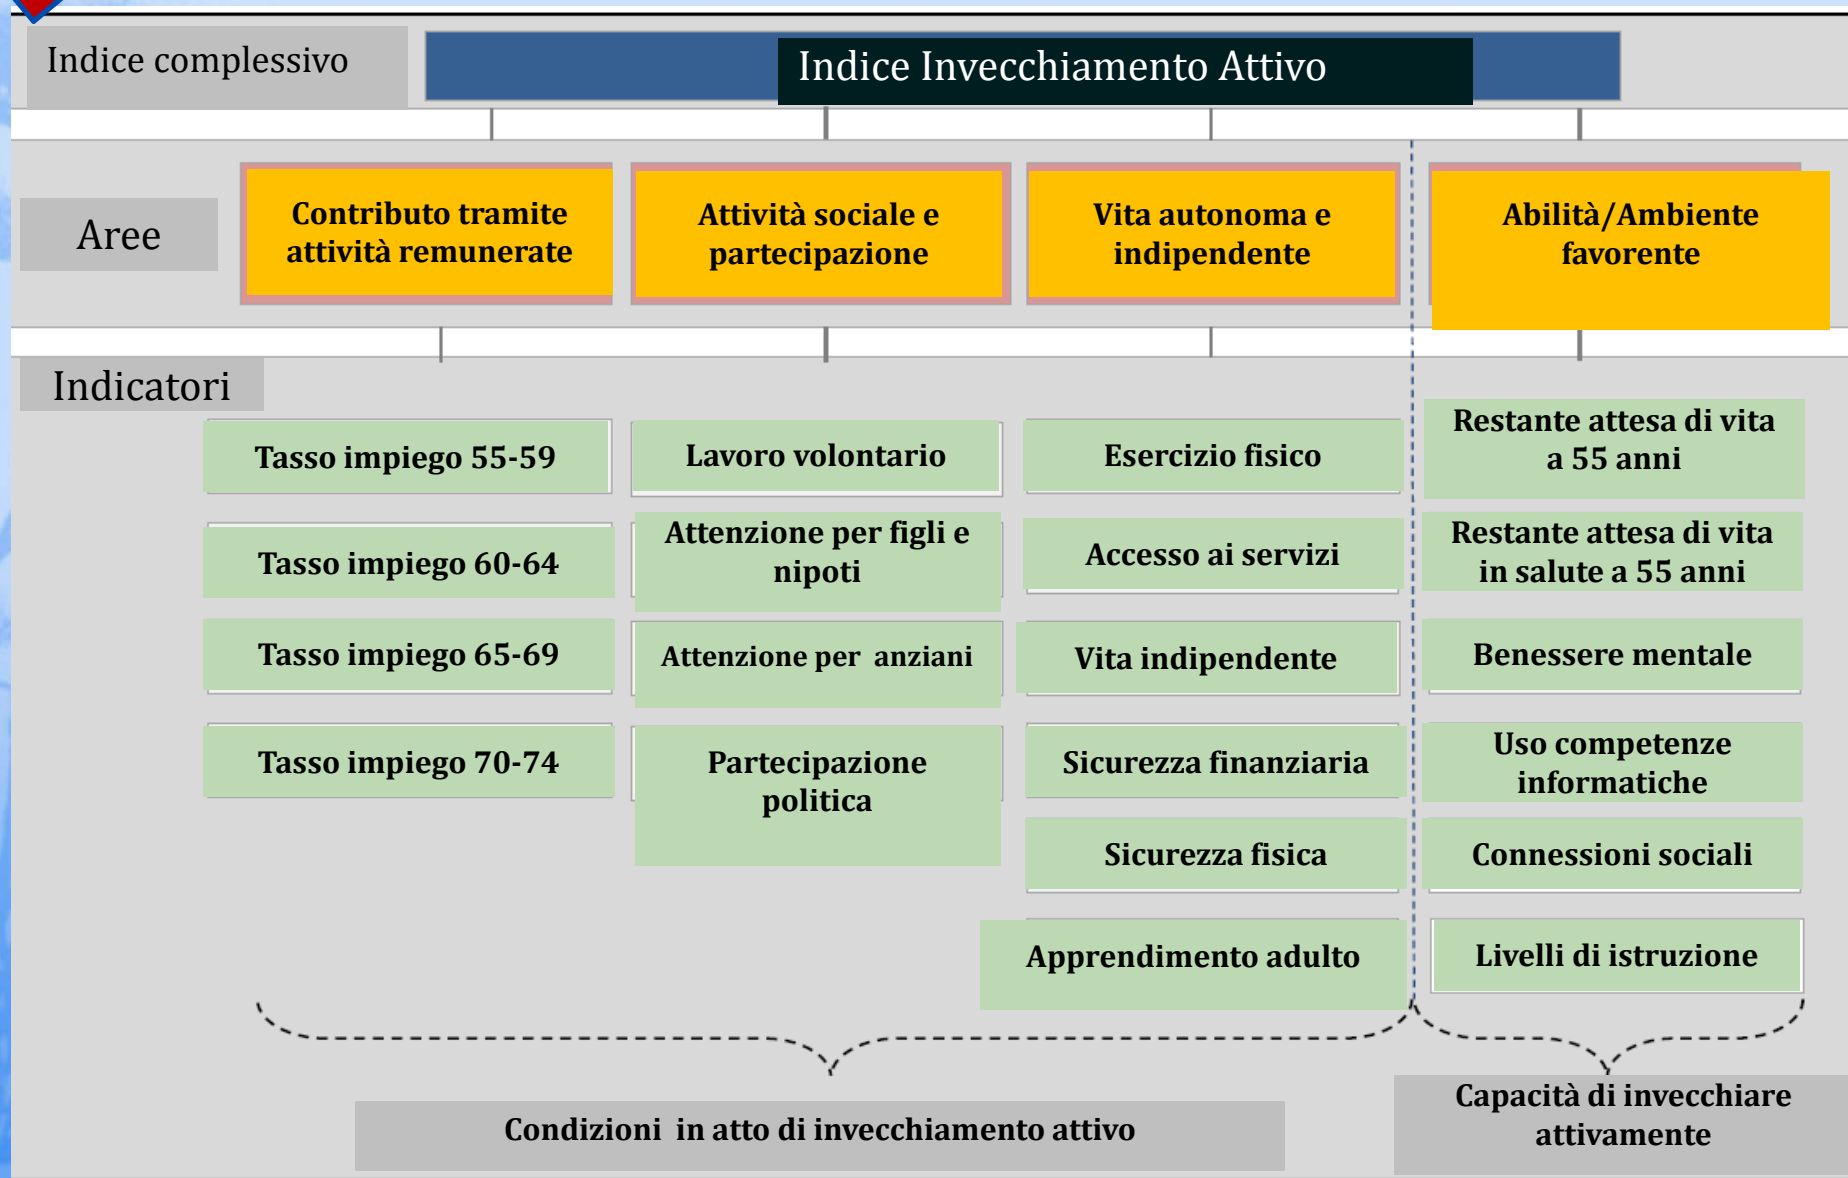 Indice complessivo
Indice Invecchiamento Attivo
Aree
Contributo tramite
attività remunerate
Attività sociale e
partecipazione
Vita autonoma e
indipendente
Abilità/Ambiente
favorente
Indicatori
Tasso impiego 55-59
Tasso impiego 60-64
Tasso impiego 65-69
Tasso impiego 70-74
Lavoro volontario
Attenzione per figli e
nipoti
Attenzione per anziani
Partecipazione
politica
Esercizio fisico
Accesso ai servizi
Vita indipendente
Sicurezza finanziaria
Sicurezza fisica
Apprendimento adulto
Restante attesa di vita
a 55 anni
Restante attesa di vita
in salute a 55 anni
Benessere mentale
Uso competenze
informatiche
Connessioni sociali
Livelli di istruzione
Condizioni in atto di invecchiamento attivo
Capacità di invecchiare
attivamente